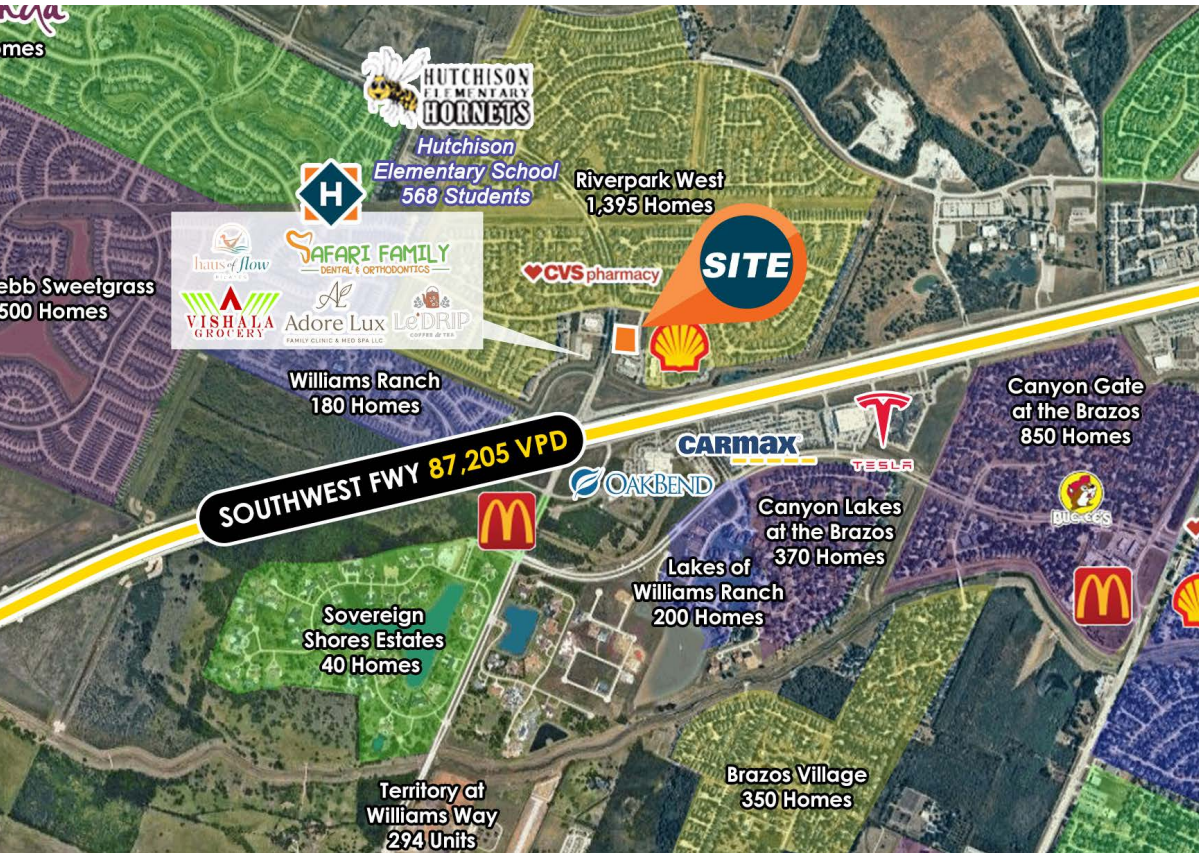 omes
HUTCHISON
ELEMENTARY
HORNETS
Hutchison
Elementary School
568 Students
H
Riverpark West
1,395 Homes
SITE
CVS pharmacy
haus of flow
PILATES
SAFARI FAMILY
DENTAL & ORTHODONTICS
VISHALA
GROCERY
AL
Adore Lux
FAMILY CLINIC & MED SPA LLC
Le'DRIP
COFFEE & TEA
ebb Sweetgrass
500 Homes
Williams Ranch
180 Homes
SOUTHWEST FWY 87,205 VPD
CARMAX
TESLA
OAKBEND
Canyon Gate
at the Brazos
850 Homes
BUC-EE'S
Canyon Lakes
at the Brazos
370 Homes
Lakes of
Williams Ranch
200 Homes
Sovereign
Shores Estates
40 Homes
Brazos Village
350 Homes
Territory at
Williams Way
294 Units